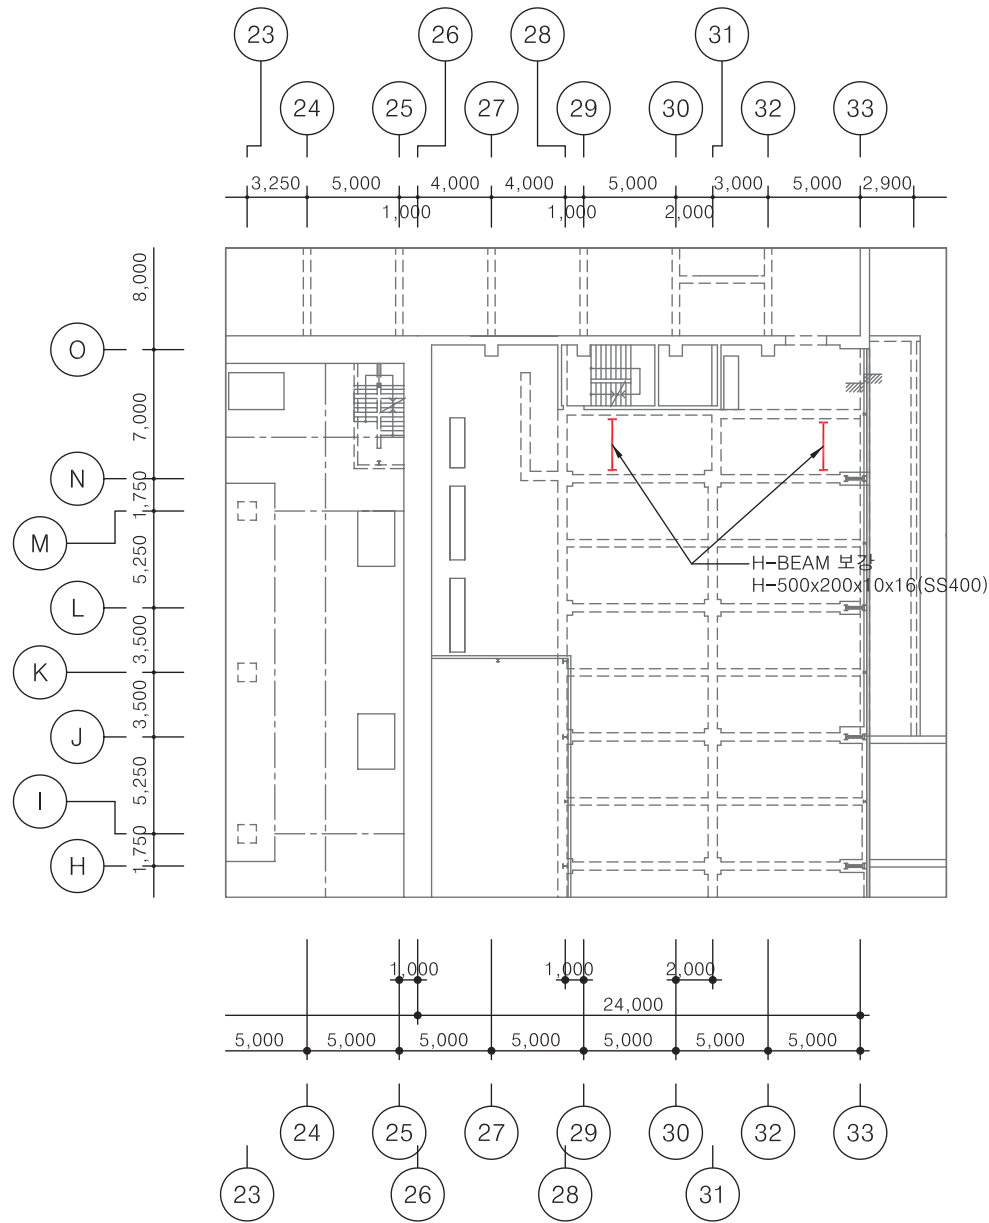 23 26 28 31
24 25 27 29 30 32 33
3,250 5,000 4,000 4,000 5,000 3,000 5,000 2,900
1,000 1,000 2,000
8,000
O
7,000
N
1,750
M
5,250
L
3,500
K
3,500
J
5,250
I
1,750
H
H-BEAM 보강
H-500x200x10x16(SS400)
1,000 1,000 2,000
24,000
5,000 5,000 5,000 5,000 5,000 5,000 5,000
24 25 27 29 30 32 33
23 26 28 31